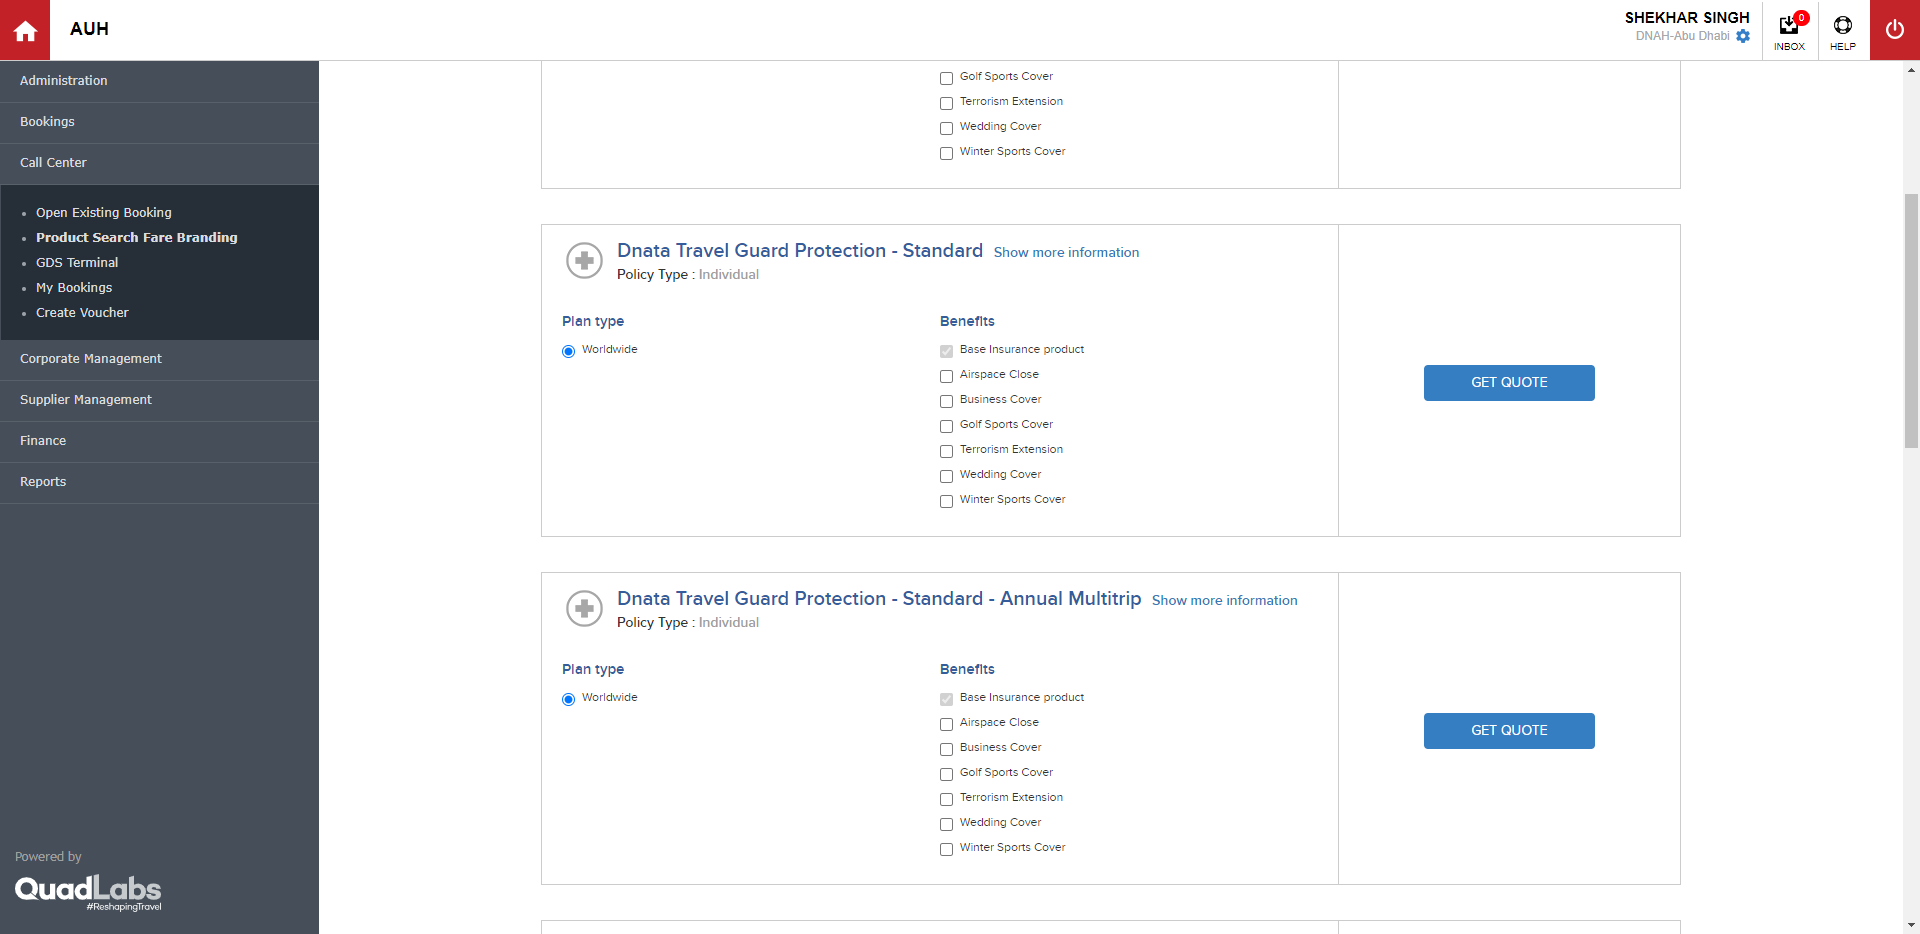 AUH
SHEKHAR SINGH
DNAH-Abu Dhabi
0
INBOX
HELP
Administration
Bookings
Call Center
Open Existing Booking
Product Search Fare Branding
GDS Terminal
My Bookings
Create Voucher
Corporate Management
Supplier Management
Finance
Reports
Powered by
QuadLabs
#ReshapingTravel
Golf Sports Cover
Terrorism Extension
Wedding Cover
Winter Sports Cover
Dnata Travel Guard Protection - Standard Show more information
Policy Type : Individual
Plan type
Worldwide
Benefits
Base Insurance product
Airspace Close
Business Cover
Golf Sports Cover
Terrorism Extension
Wedding Cover
Winter Sports Cover
GET QUOTE
Dnata Travel Guard Protection - Standard - Annual Multitrip Show more information
Policy Type : Individual
Plan type
Worldwide
Benefits
Base Insurance product
Airspace Close
Business Cover
Golf Sports Cover
Terrorism Extension
Wedding Cover
Winter Sports Cover
GET QUOTE